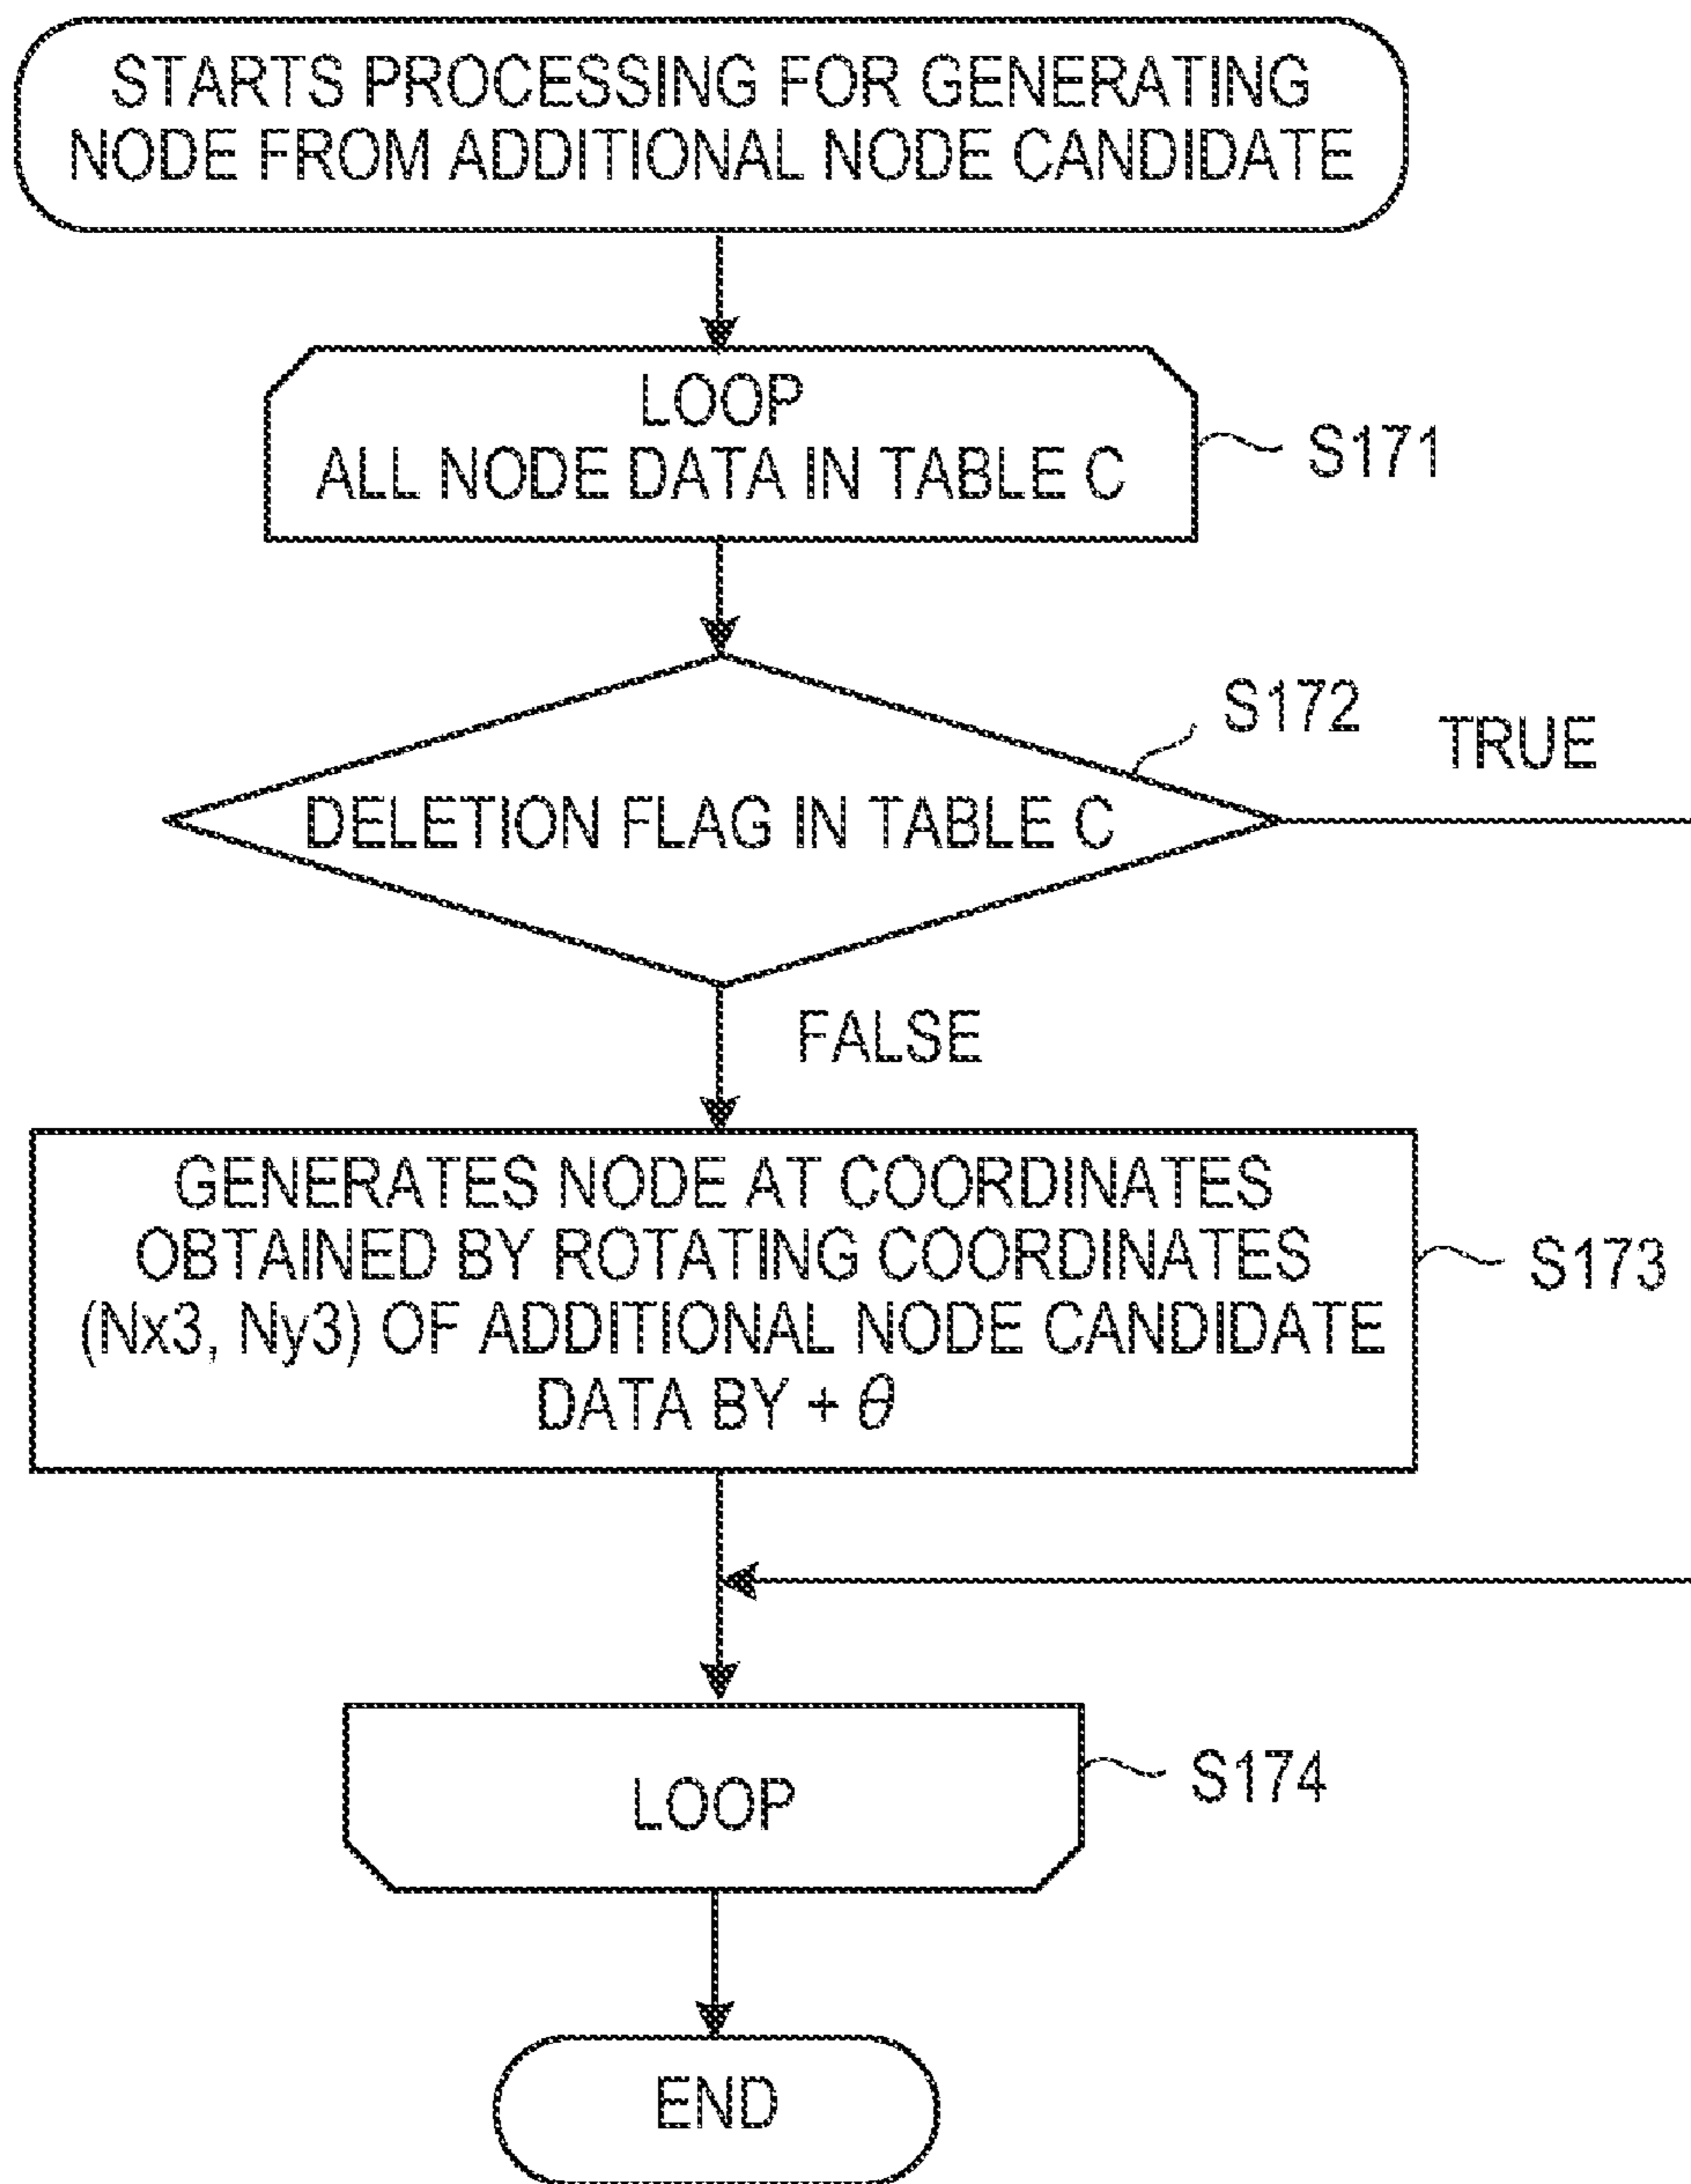 STARTS PROCESSING FOR GENERATING
NODE FROM ADDITIONAL NODE CANDIDATE
LOOP
ALL NODE DATA IN TABLE C
S171
S172
TRUE
DELETION FLAG IN TABLE C
FALSE
GENERATES NODE AT COORDINATES
OBTAINED BY ROTATING COORDINATES
(Nx3, Ny3) OF ADDITIONAL NODE CANDIDATE
DATA BY + θ
S173
LOOP
S174
END